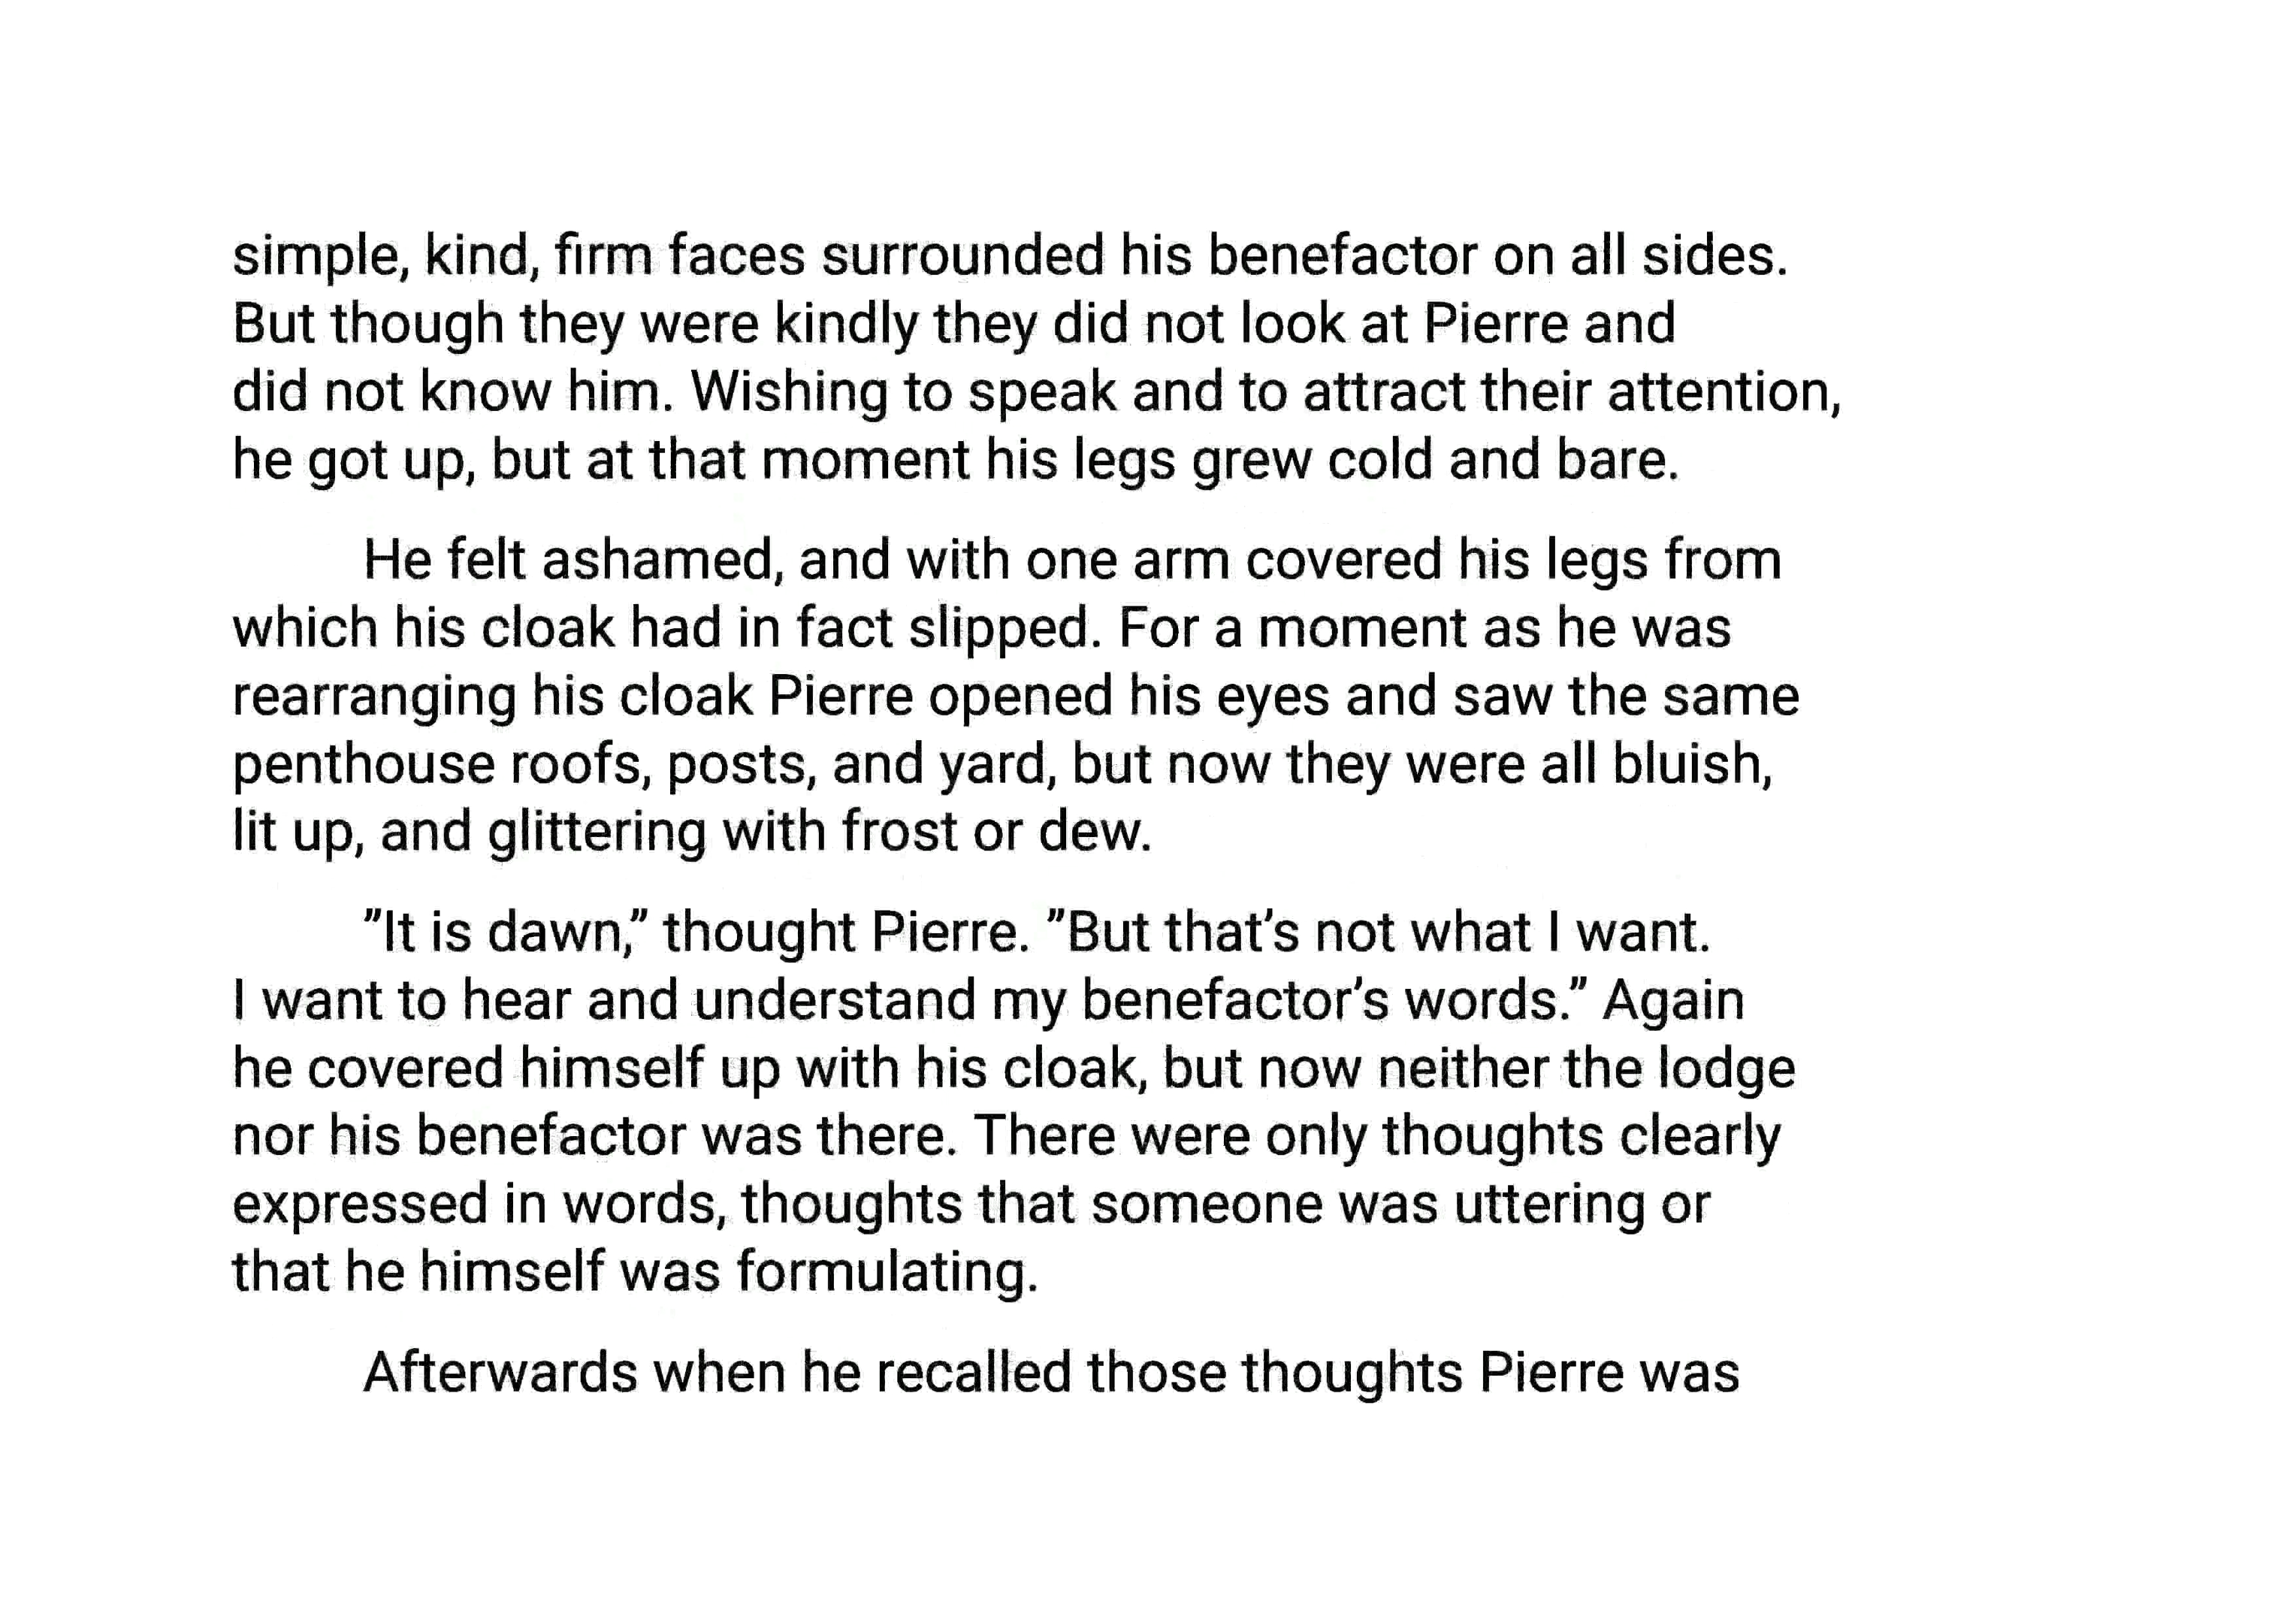 simple, kind, firm faces surrounded his benefactor on all sides.
But though they were kindly they did not look at Pierre and
did not know him. Wishing to speak and to attract their attention,
he got up, but at that moment his legs grew cold and bare.
He felt ashamed, and with one arm covered his legs from
which his cloak had in fact slipped. For a moment as he was
rearranging his cloak Pierre opened his eyes and saw the same
penthouse roofs, posts, and yard, but now they were all bluish,
lit up, and glittering with frost or dew.
”It is dawn,” thought Pierre. ”But that’s not what I want.
I want to hear and understand my benefactor’s words.” Again
he covered himself up with his cloak, but now neither the lodge
nor his benefactor was there. There were only thoughts clearly
expressed in words, thoughts that someone was uttering or
that he himself was formulating.
Afterwards when he recalled those thoughts Pierre was